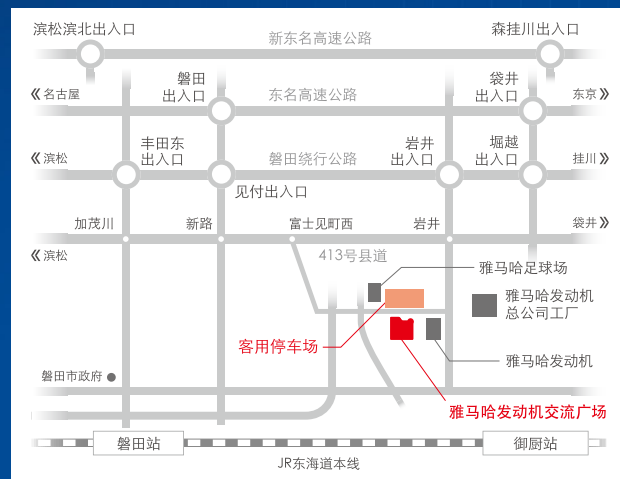 滨松滨北出入口
新东名高速公路
森挂川出入口
名古屋
磐田
出入口
东名高速公路
袋井
出入口
东京
滨松
丰田东
出入口
磐田绕行公路
岩井
出入口
堀越
出入口
挂川
见付出入口
加茂川
新路
富士见町西
岩井
袋井
滨松
413号县道
雅马哈足球场
雅马哈发动机
总公司工厂
客用停车场
雅马哈发动机
磐田市政府
雅马哈发动机交流广场
磐田站
御厨站
JR东海道本线